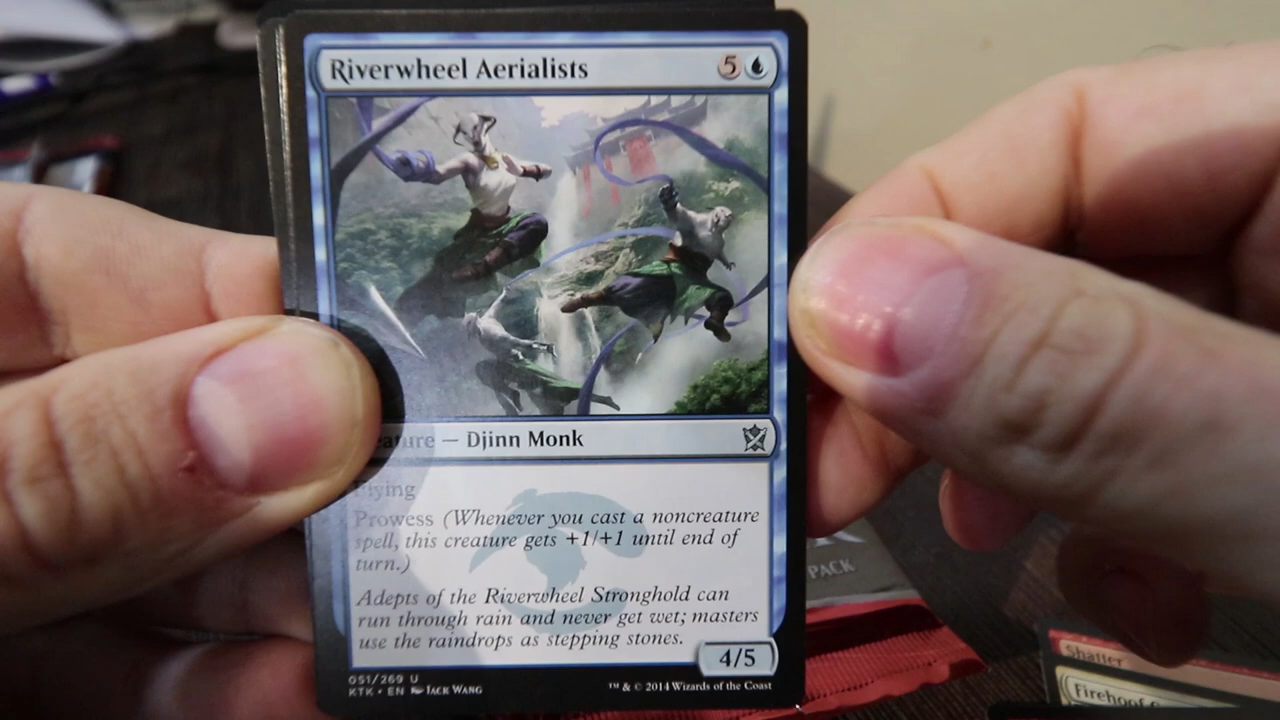 Riverwheel Aerialists 5
eature — Djinn Monk
Flying
Prowess (Whenever you cast a noncreature
spell, this creature gets +1/+1 until end of
turn.)
Adepts of the Riverwheel Stronghold can
run through rain and never get wet; masters
use the raindrops as stepping stones.
4/5
051/269 U
KTK • EN Jack Wang
™ & © 2014 Wizards of the Coast
PACK
Shatter
Firehoof